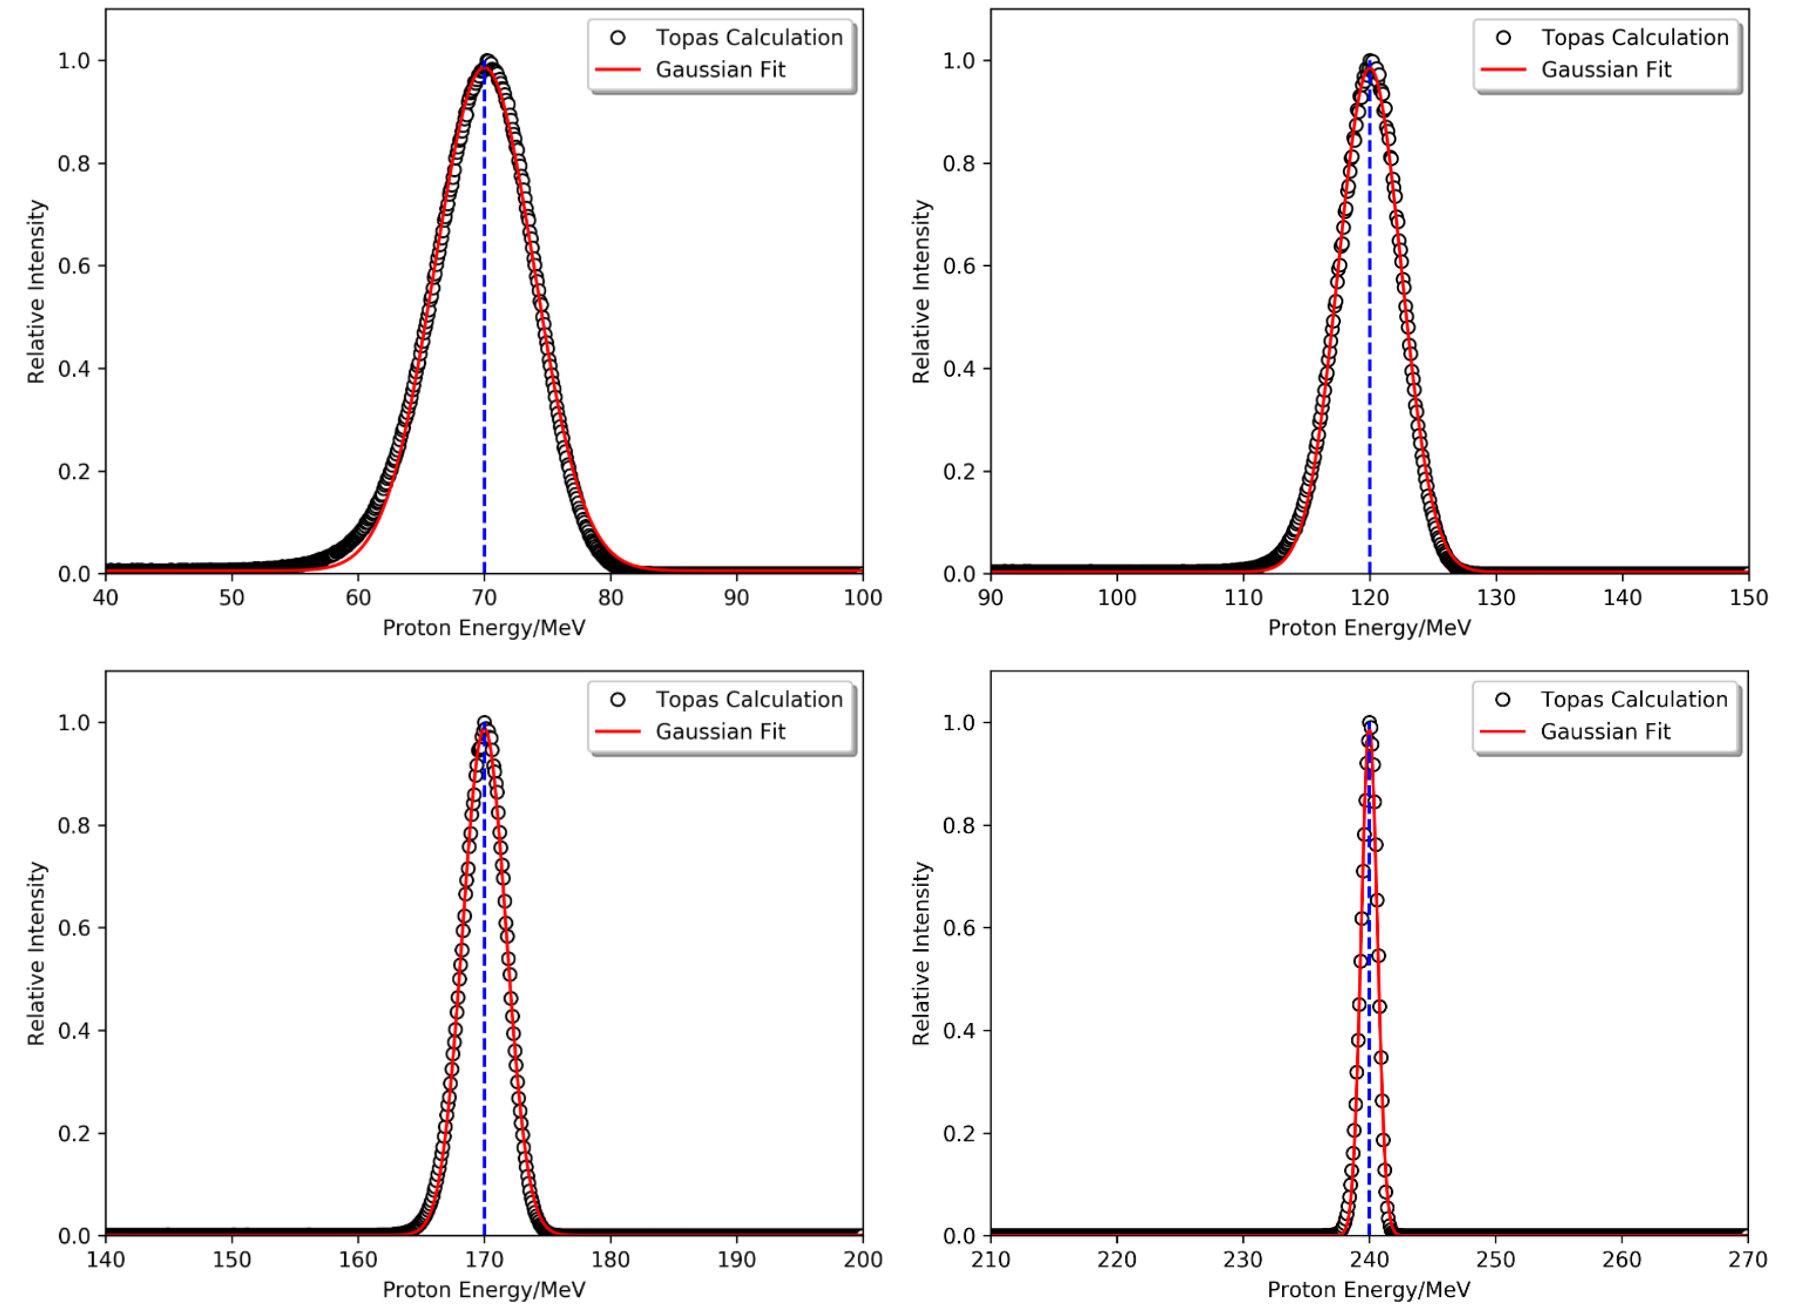 Topas Calculation
Gaussian Fit
Relative Intensity
1.0
0.8
0.6
0.4
0.2
0.0
40 50 60 70 80 90 100
Proton Energy/MeV
Topas Calculation
Gaussian Fit
Relative Intensity
1.0
0.8
0.6
0.4
0.2
0.0
90 100 110 120 130 140 150
Proton Energy/MeV
Topas Calculation
Gaussian Fit
Relative Intensity
1.0
0.8
0.6
0.4
0.2
0.0
140 150 160 170 180 190 200
Proton Energy/MeV
Topas Calculation
Gaussian Fit
Relative Intensity
1.0
0.8
0.6
0.4
0.2
0.0
210 220 230 240 250 260 270
Proton Energy/MeV